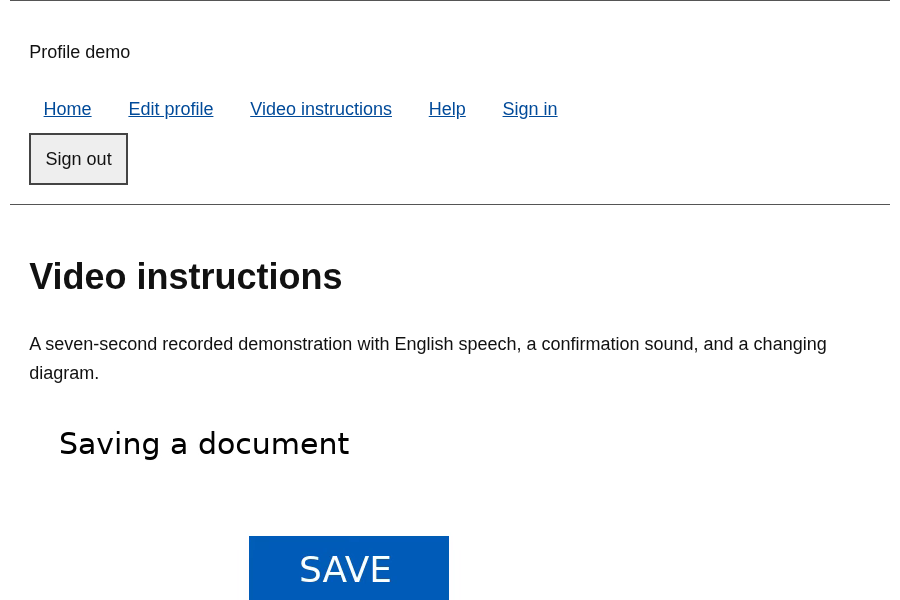 Profile demo
Home Edit profile Video instructions Help Sign in
Sign out
Video instructions
A seven-second recorded demonstration with English speech, a confirmation sound, and a changing
diagram.
Saving a document
SAVE